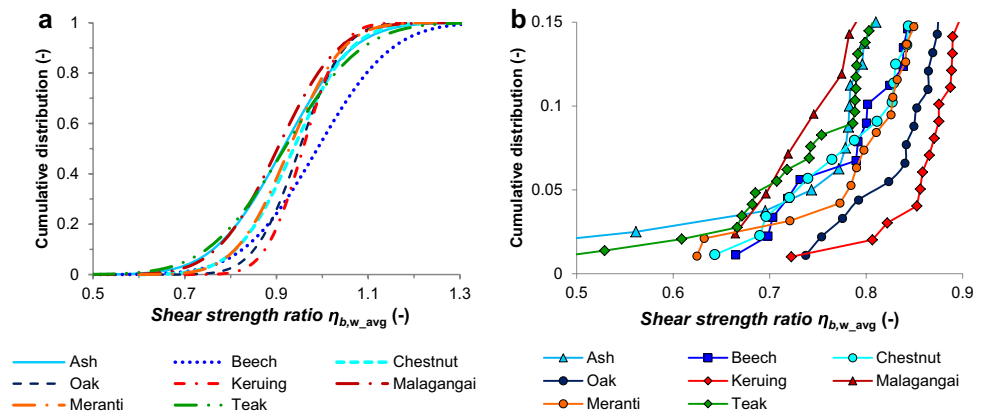 a
Cumulative distribution (-)
1
0.8
0.6
0.4
0.2
0
0.5
0.7
0.9
1.1
1.3
Shear strength ratio ηb,w_avg (-)
Ash
Beech
Chestnut
Oak
Keruing
Malagangai
Meranti
Teak
b
Cumulative distribution (-)
0.15
0.1
0.05
0
0.5
0.6
0.7
0.8
0.9
Shear strength ratio ηb,w_avg (-)
Ash
Beech
Chestnut
Oak
Keruing
Malagangai
Meranti
Teak